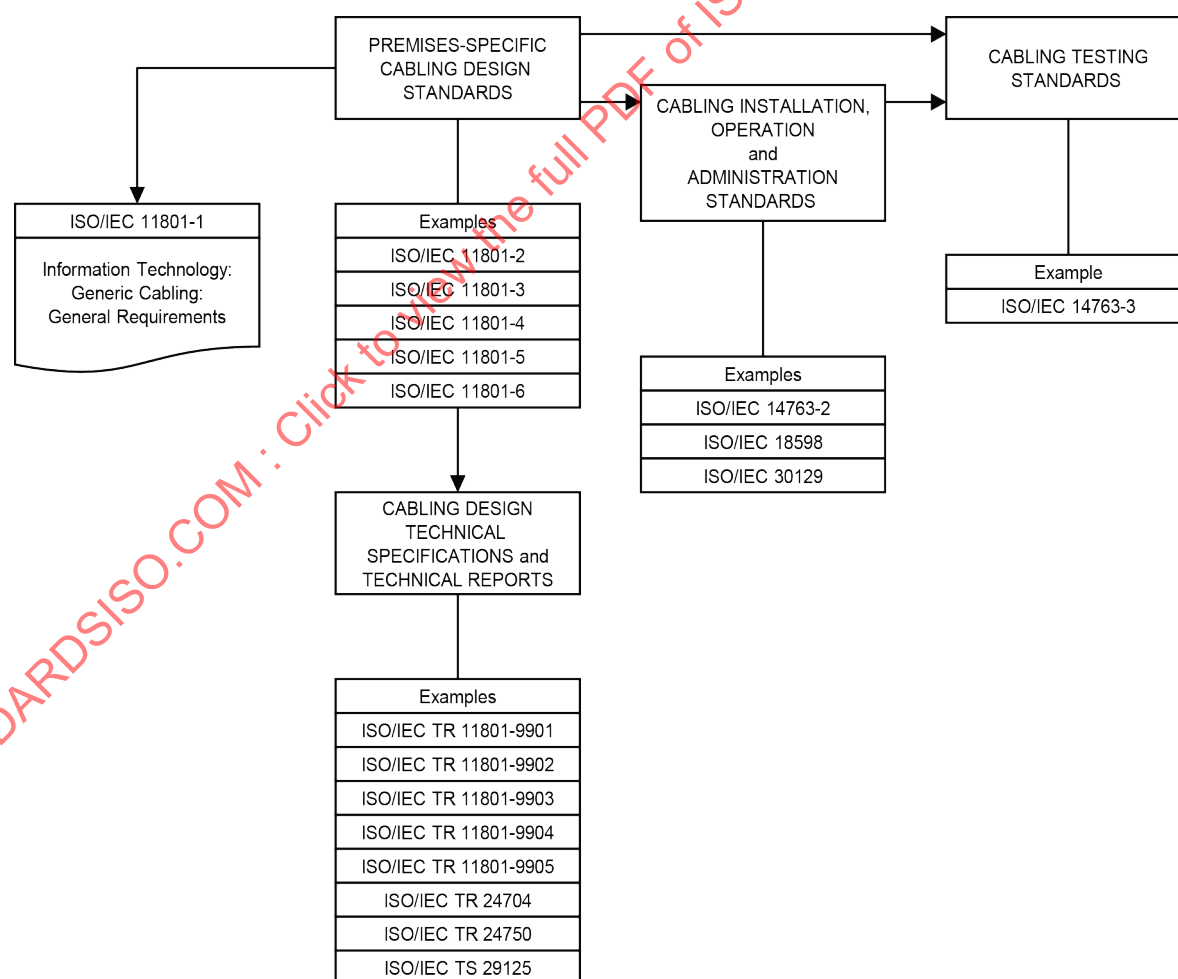 PREMISES-SPECIFIC
CABLING DESIGN
STANDARDS
CABLING TESTING
STANDARDS
CABLING INSTALLATION,
OPERATION
and
ADMINISTRATION
STANDARDS
ISO/IEC 11801-1
Information Technology:
Generic Cabling:
General Requirements
Examples
ISO/IEC 11801-2
ISO/IEC 11801-3
ISO/IEC 11801-4
ISO/IEC 11801-5
ISO/IEC 11801-6
Example
ISO/IEC 14763-3
Examples
ISO/IEC 14763-2
ISO/IEC 18598
ISO/IEC 30129
CABLING DESIGN
TECHNICAL
SPECIFICATIONS and
TECHNICAL REPORTS
Examples
ISO/IEC TR 11801-9901
ISO/IEC TR 11801-9902
ISO/IEC TR 11801-9903
ISO/IEC TR 11801-9904
ISO/IEC TR 11801-9905
ISO/IEC TR 24704
ISO/IEC TR 24750
ISO/IEC TS 29125
DARDSISO.COM : Click to view the full PDF of IS